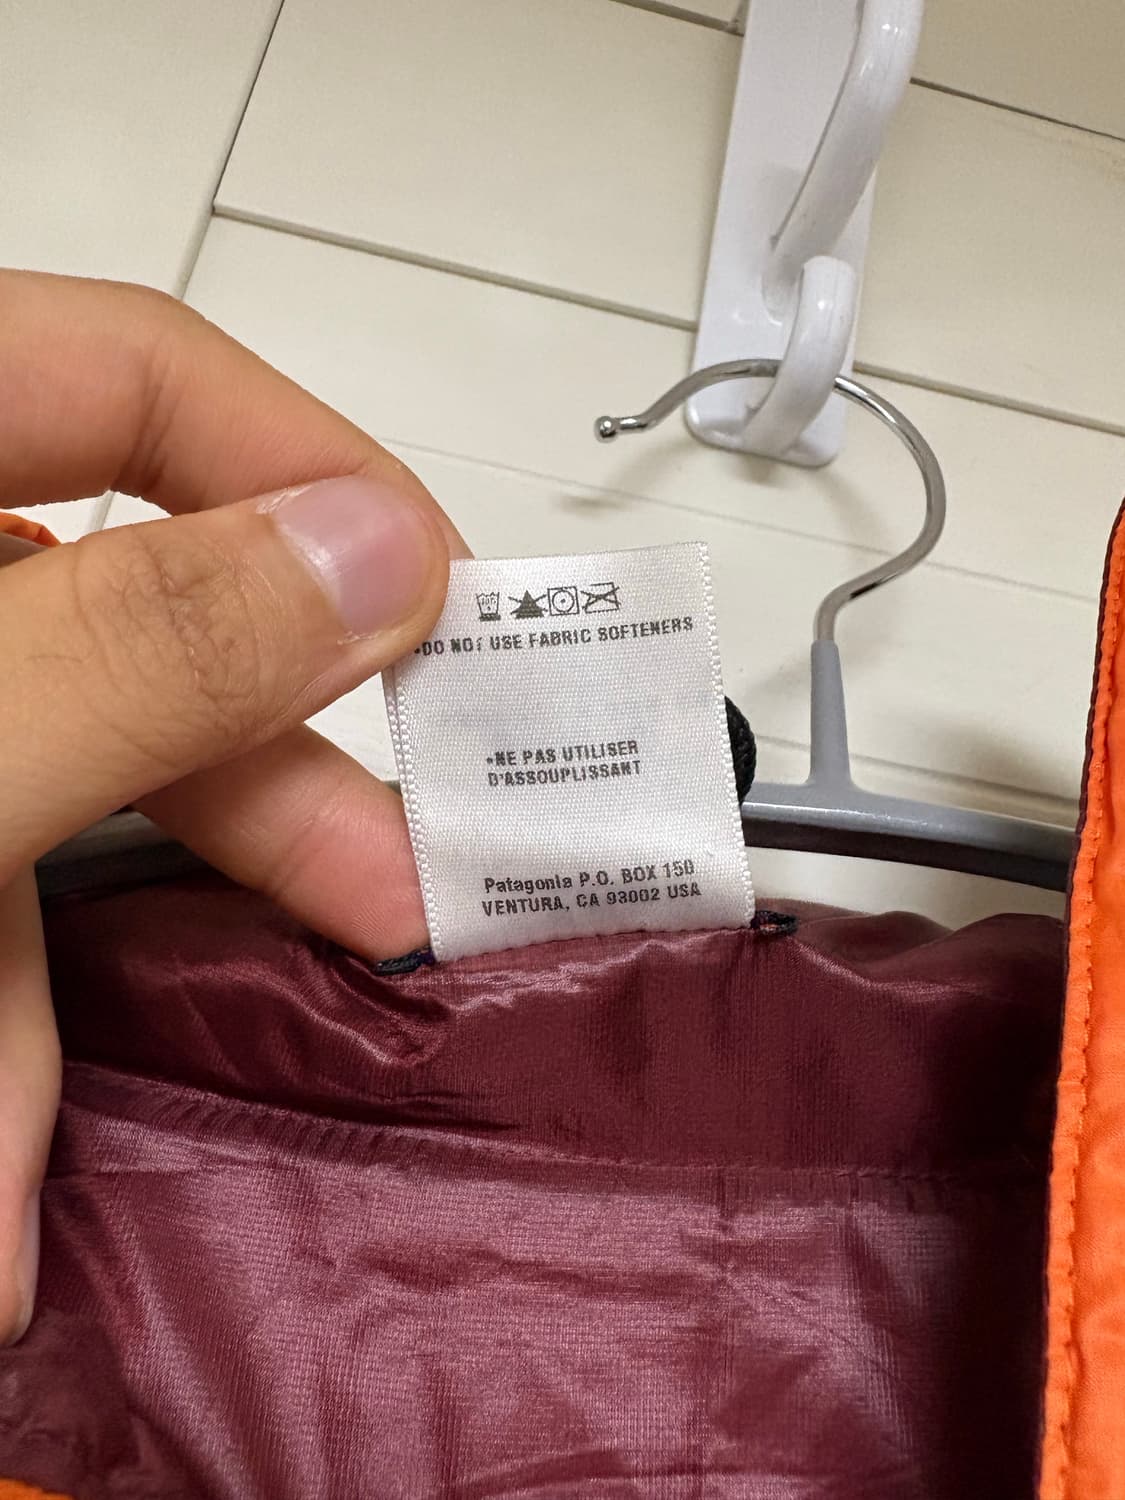 •DO NOT USE FABRIC SOFTENERS
•NE PAS UTILISER
D'ASSOUPLISSANT
Patagonia P.O. BOX 150
VENTURA, CA 93002 USA